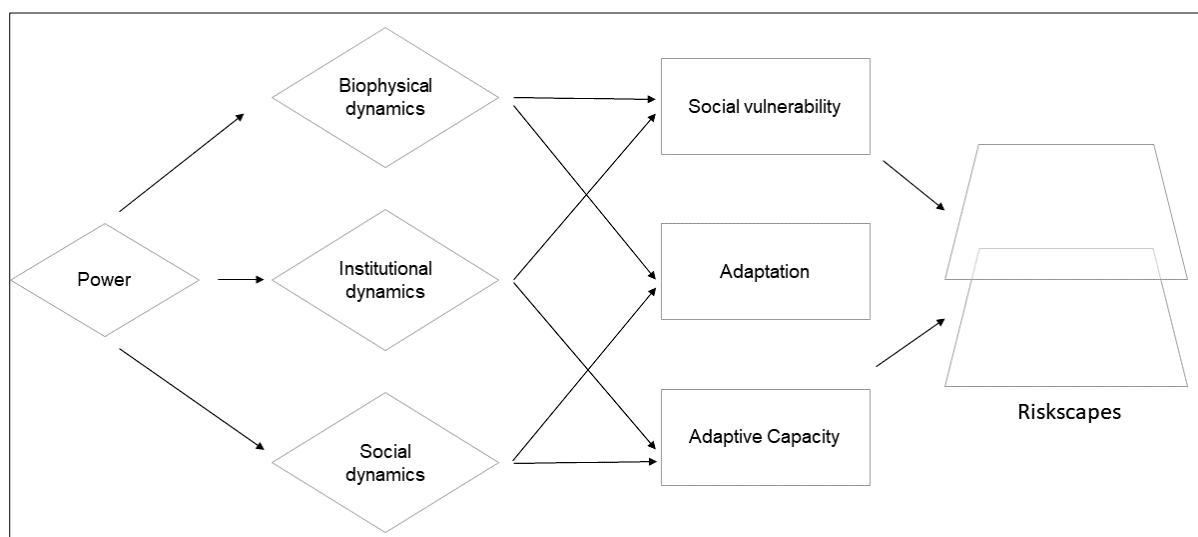 Power
Biophysical
dynamics
Institutional
dynamics
Social
dynamics
Social vulnerability
Adaptation
Adaptive Capacity
Riskscapes